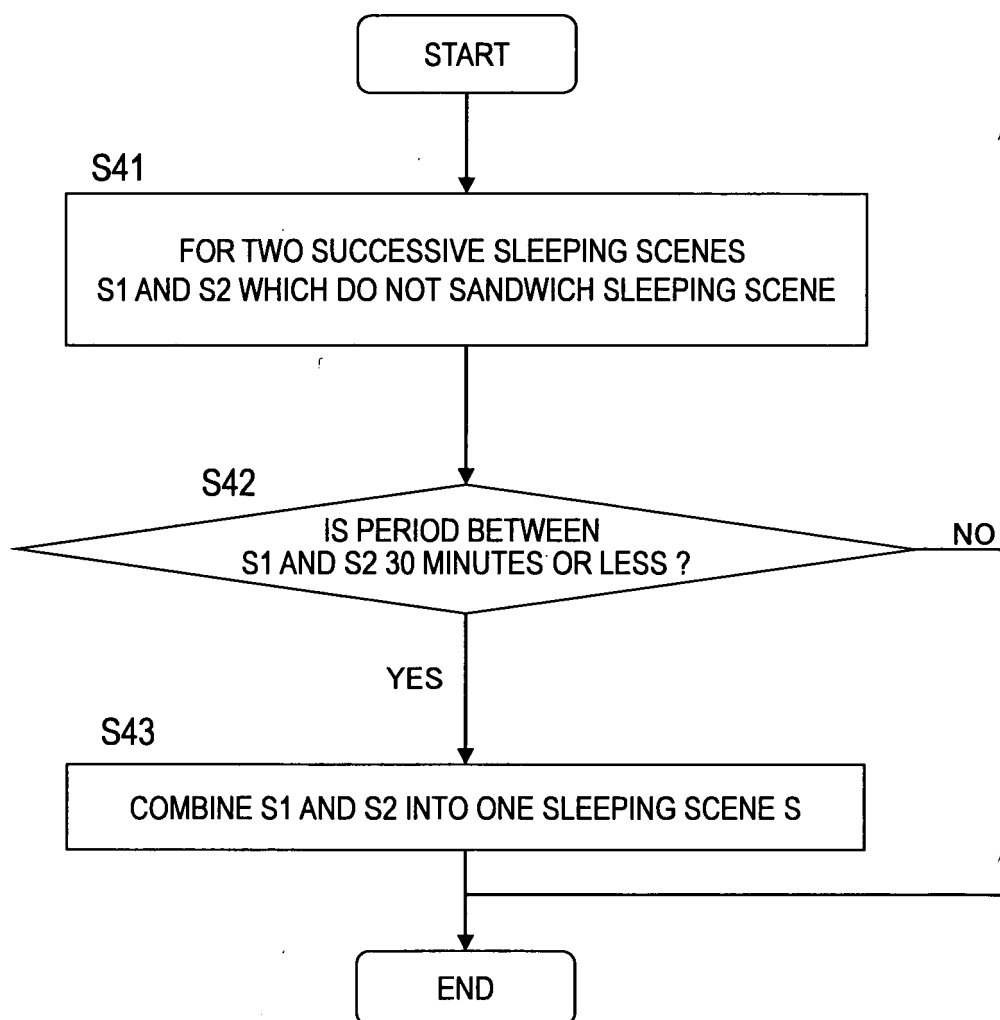 START
S41
FOR TWO SUCCESSIVE SLEEPING SCENES
S1 AND S2 WHICH DO NOT SANDWICH SLEEPING SCENE
S42
IS PERIOD BETWEEN
S1 AND S2 30 MINUTES OR LESS ?
NO
YES
S43
COMBINE S1 AND S2 INTO ONE SLEEPING SCENE S
END